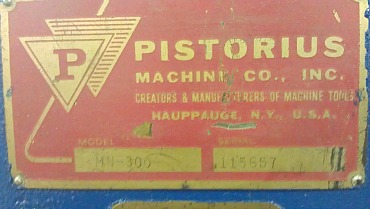 P
PISTORIUS
MACHINE CO., INC.
CREATORS & MANUFACTURERS OF MACHINE TOOLS
HAUPPAUGE, N.Y., U.S.A.
MODEL SERIAL
MN-300 115657